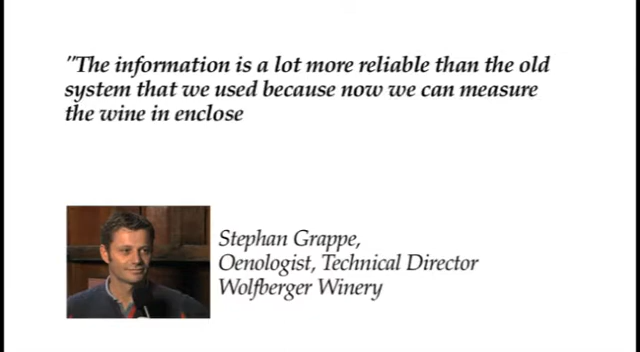 "The information is a lot more reliable than the old
system that we used because now we can measure
the wine in enclose
Stephan Grappe,
Oenologist, Technical Director
Wolfberger Winery